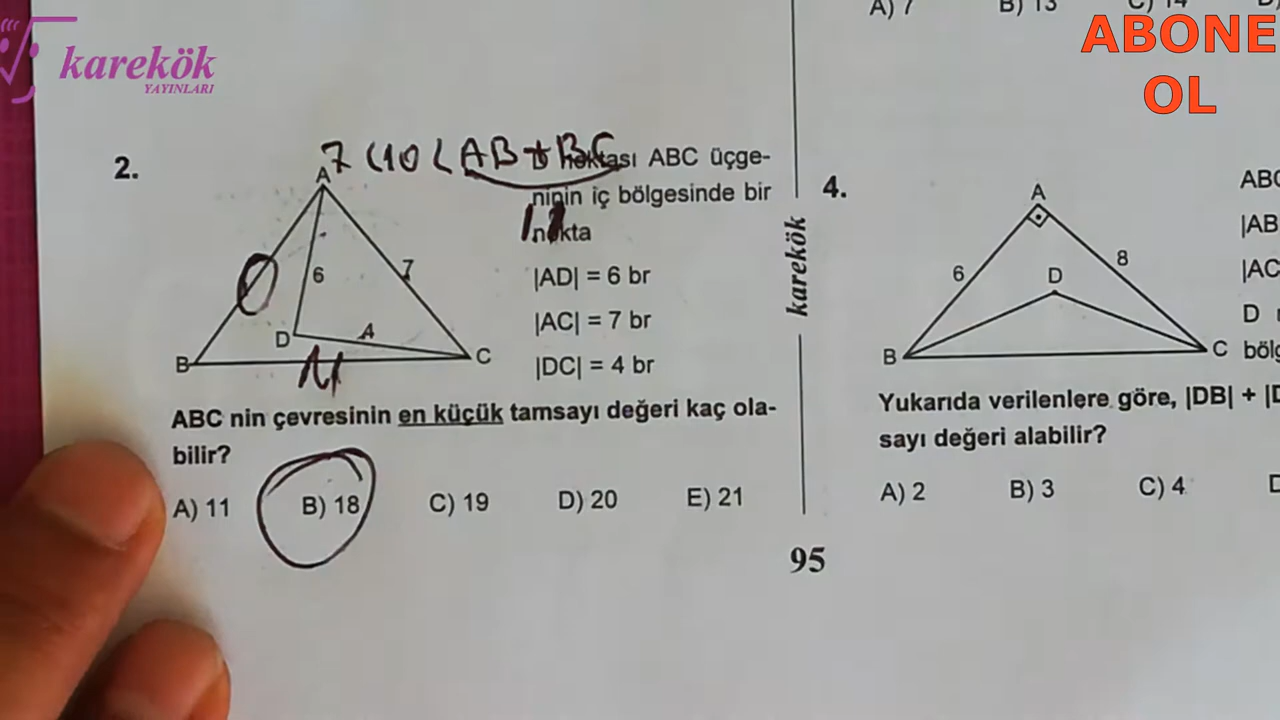 karekök
YAYINLARI
ABONE
OL
2.
7 < 10 < AB + BC
noktası ABC üçge-
ninin iç bölgesinde bir
nokta
|AD| = 6 br
|AC| = 7 br
|DC| = 4 br
A
6
7
D
4
B
C
ABC nin çevresinin en küçük tamsayı değeri kaç ola-
bilir?
A) 11 B) 18 C) 19 D) 20 E) 21
karekök
95
A) 7 B) 13 C) 14
4.
A
6
8
D
B
C
ABC
|AB
|AC
D
bölg
Yukarıda verilenlere göre, |DB| + |D
sayı değeri alabilir?
A) 2 B) 3 C) 4